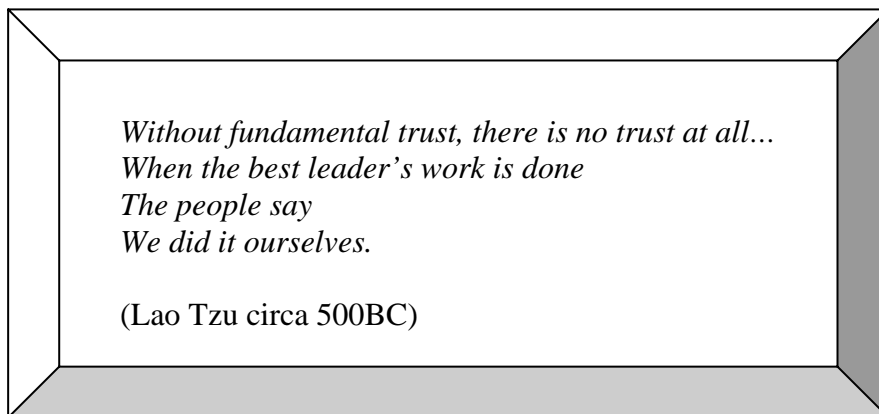 Without fundamental trust, there is no trust at all…
When the best leader’s work is done
The people say
We did it ourselves.
(Lao Tzu circa 500BC)